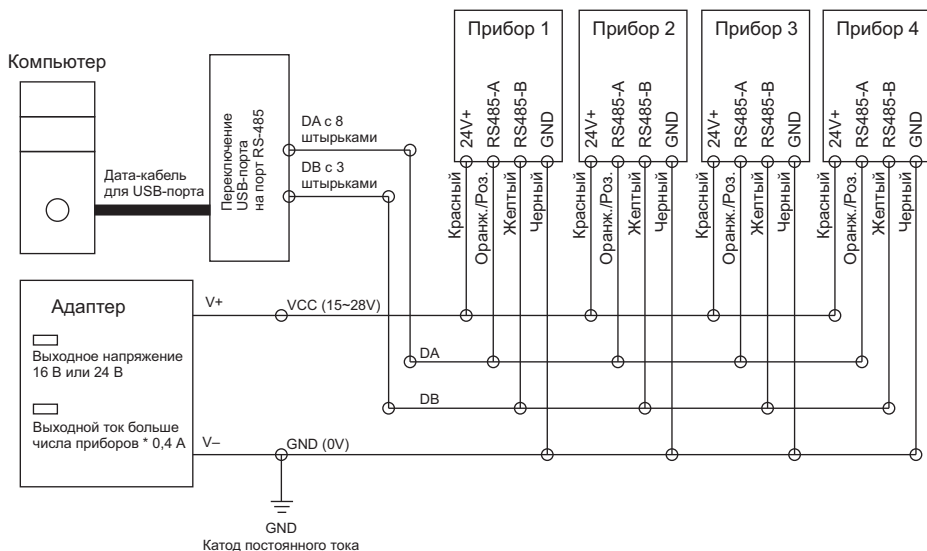 Компьютер
Дата-кабель
для USB-порта
Переключение
USB-порта
на порт RS-485
DA с 8
штырьками
DB с 3
штырьками
Прибор 1
24V+
RS485-A
RS485-B
GND
Красный
Оранж./Роз.
Желтый
Черный
Прибор 2
24V+
RS485-A
RS485-B
GND
Красный
Оранж./Роз.
Желтый
Черный
Прибор 3
24V+
RS485-A
RS485-B
GND
Красный
Оранж./Роз.
Желтый
Черный
Прибор 4
24V+
RS485-A
RS485-B
GND
Красный
Оранж./Роз.
Желтый
Черный
Адаптер
Выходное напряжение
16 В или 24 В
Выходной ток больше
числа приборов * 0,4 А
V+
VCC (15~28V)
DA
DB
V–
GND (0V)
GND
Катод постоянного тока